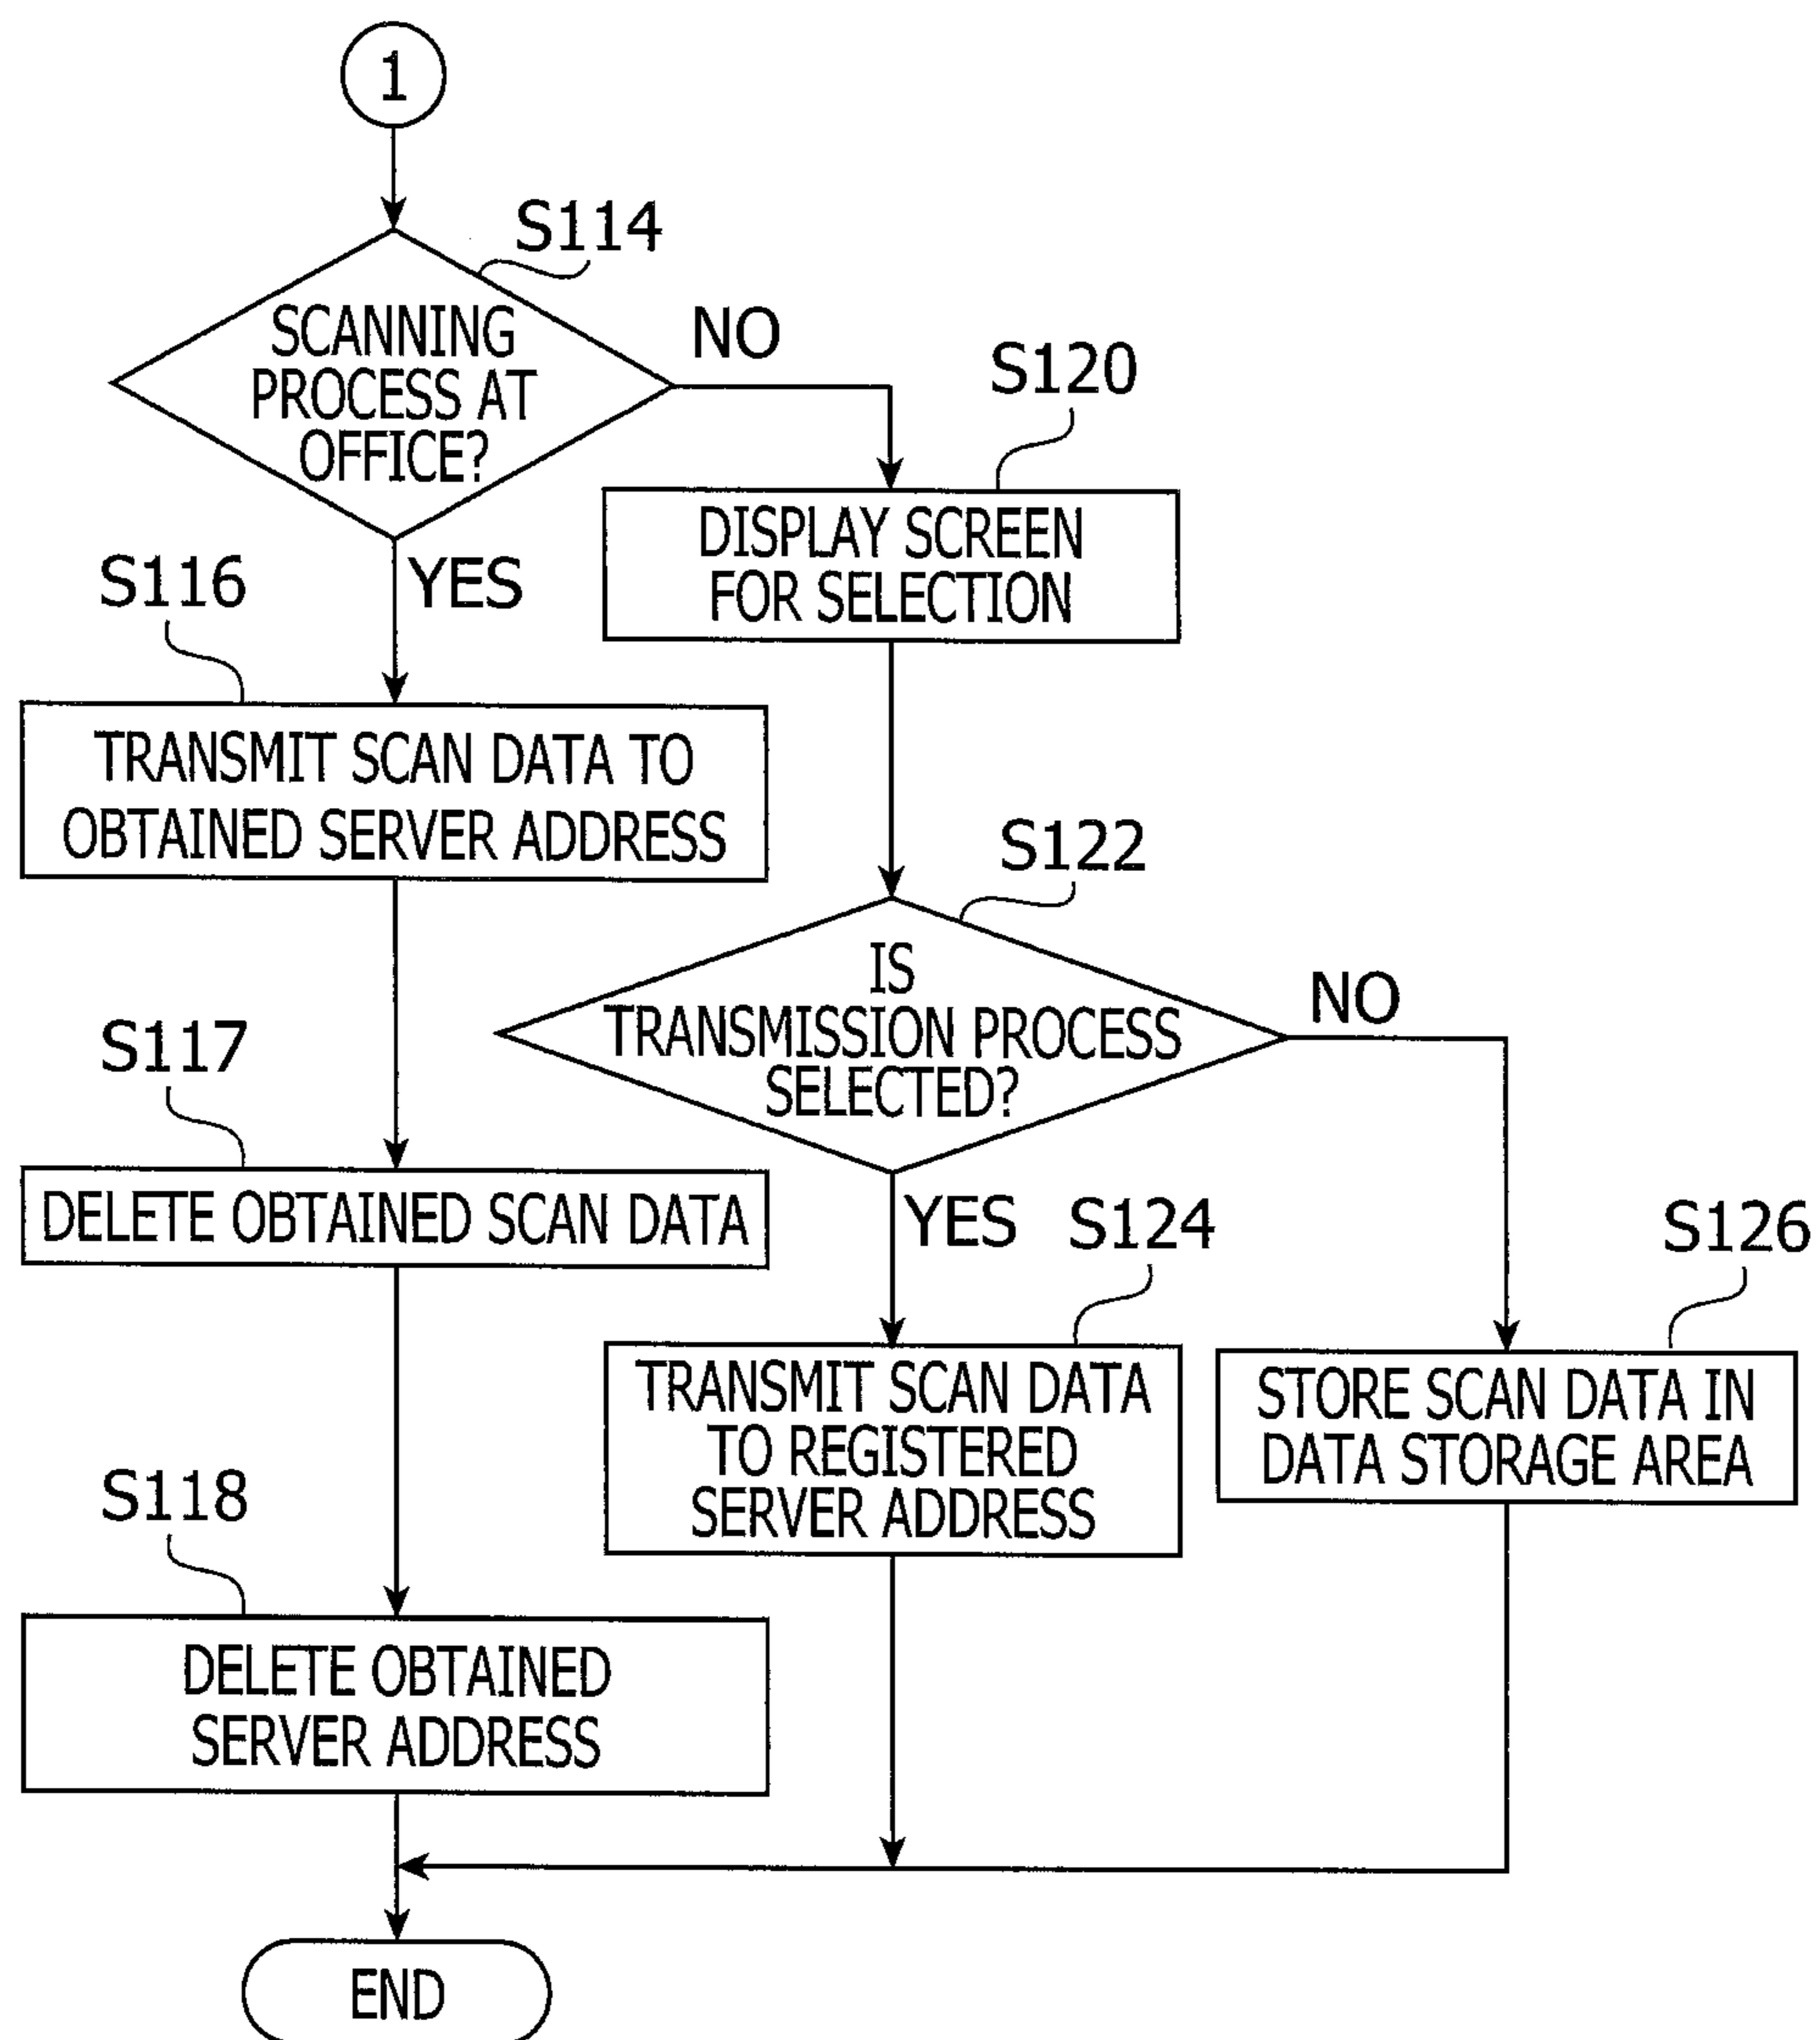 1
S114
SCANNING
PROCESS AT
OFFICE?
NO
YES
S120
DISPLAY SCREEN
FOR SELECTION
S116
TRANSMIT SCAN DATA TO
OBTAINED SERVER ADDRESS
S122
IS
TRANSMISSION PROCESS
SELECTED?
NO
YES
S117
DELETE OBTAINED SCAN DATA
S124
TRANSMIT SCAN DATA
TO REGISTERED
SERVER ADDRESS
S126
STORE SCAN DATA IN
DATA STORAGE AREA
S118
DELETE OBTAINED
SERVER ADDRESS
END